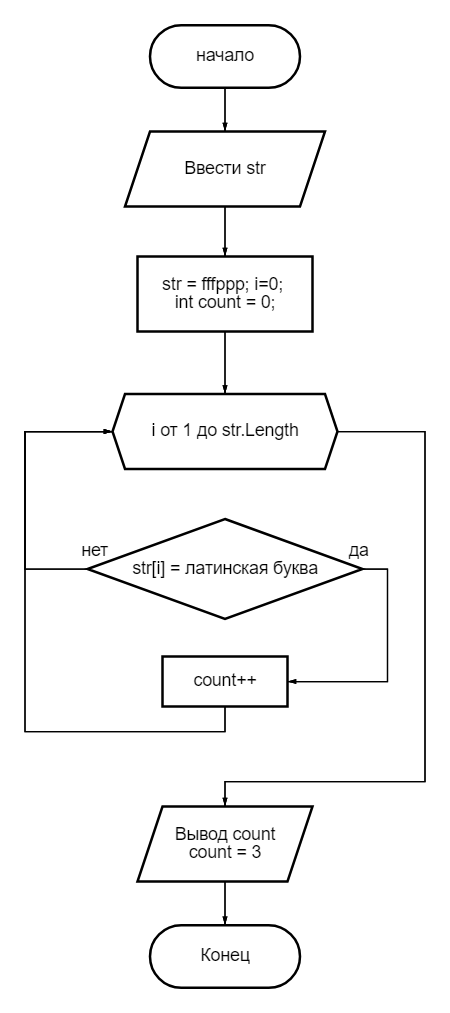 начало
Ввести str
str = fffppp; i=0;
int count = 0;
i от 1 до str.Length
нет
да
str[i] = латинская буква
count++
Вывод count
count = 3
Конец